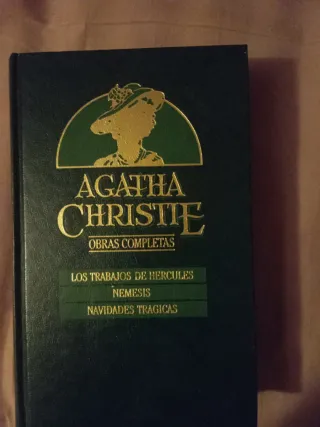 AGATHA
CHRISTIE
OBRAS COMPLETAS
LOS TRABAJOS DE HERCULES
NEMESIS
NAVIDADES TRAGICAS